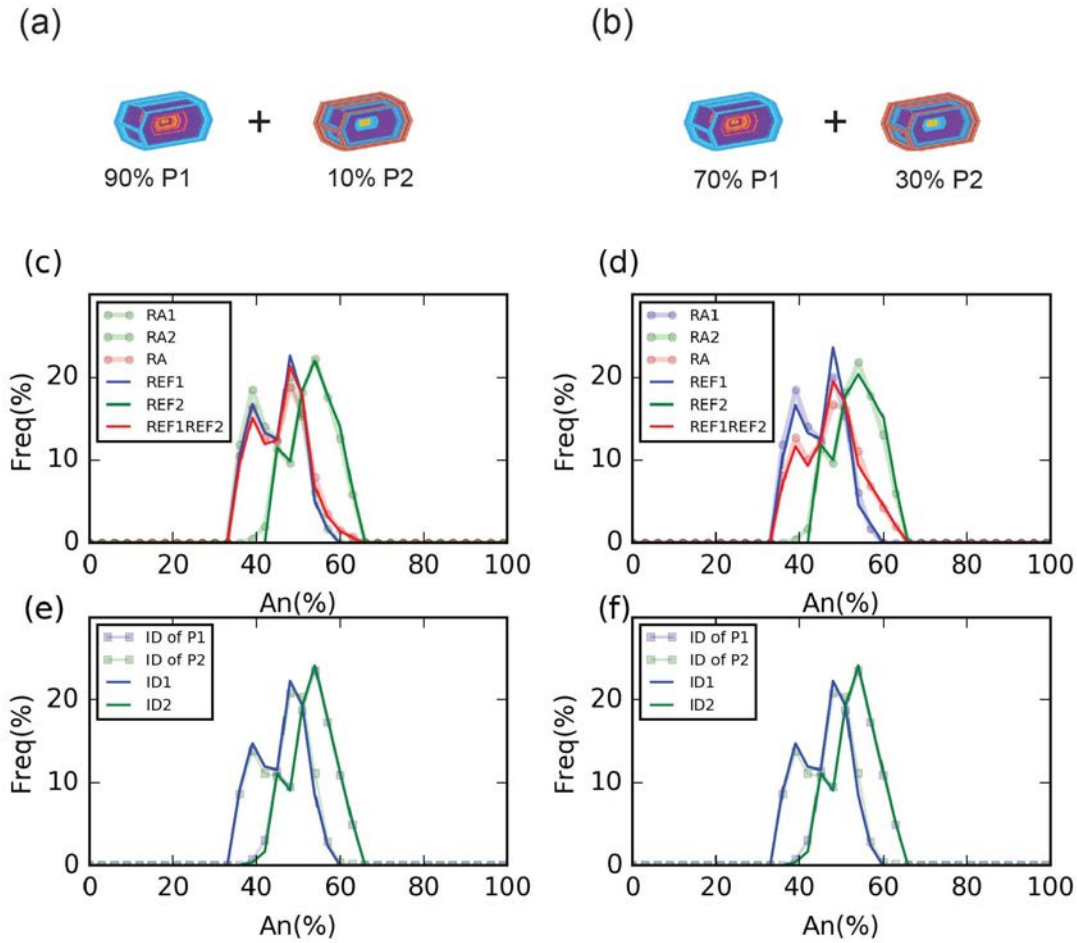 (a)
(b)
+
+
90% P1
10% P2
70% P1
30% P2
(c)
(d)
RA1
RA2
RA
REF1
REF2
REF1REF2
Freq(%)
20
10
0
0
20
40
60
80
100
An(%)
RA1
RA2
RA
REF1
REF2
REF1REF2
Freq(%)
20
10
0
0
20
40
60
80
100
An(%)
(e)
(f)
ID of P1
ID of P2
ID1
ID2
Freq(%)
20
10
0
0
20
40
60
80
100
An(%)
ID of P1
ID of P2
ID1
ID2
Freq(%)
20
10
0
0
20
40
60
80
100
An(%)